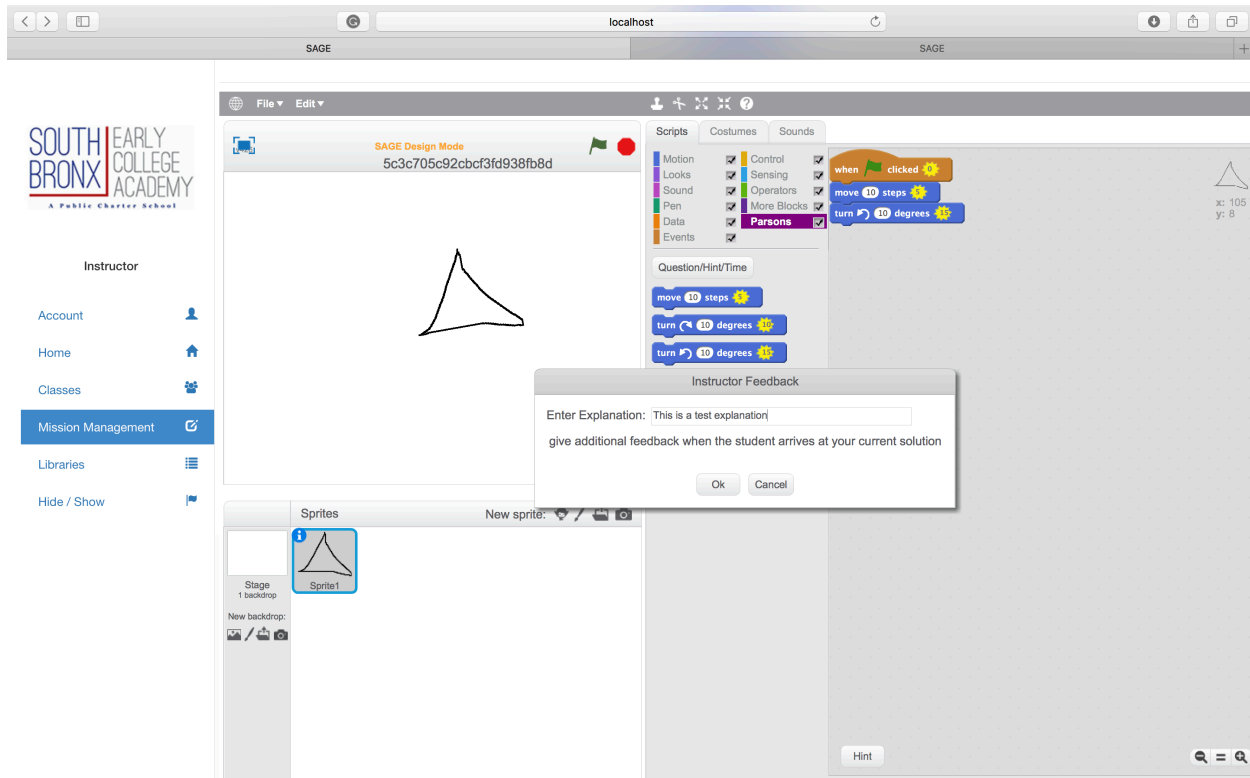 localhost
SAGE
SAGE
SOUTH EARLY
BRONX COLLEGE
ACADEMY
A Public Charter School
Instructor
Account
Home
Classes
Mission Management
Libraries
Hide / Show
File Edit
SAGE Design Mode
5c3c705c92cbcf3fd938fb8d
Scripts Costumes Sounds
Motion Control
Looks Sensing
Sound Operators
Pen More Blocks
Data Parsons
Events
Question/Hint/Time
move 10 steps 5
turn 10 degrees 10
turn 10 degrees 15
when clicked 0
move 10 steps 5
turn 10 degrees 15
x: 105
y: 8
Instructor Feedback
Enter Explanation: This is a test explanation
give additional feedback when the student arrives at your current solution
Ok Cancel
Sprites New sprite:
Stage
1 backdrop
New backdrop:
Sprite1
Hint